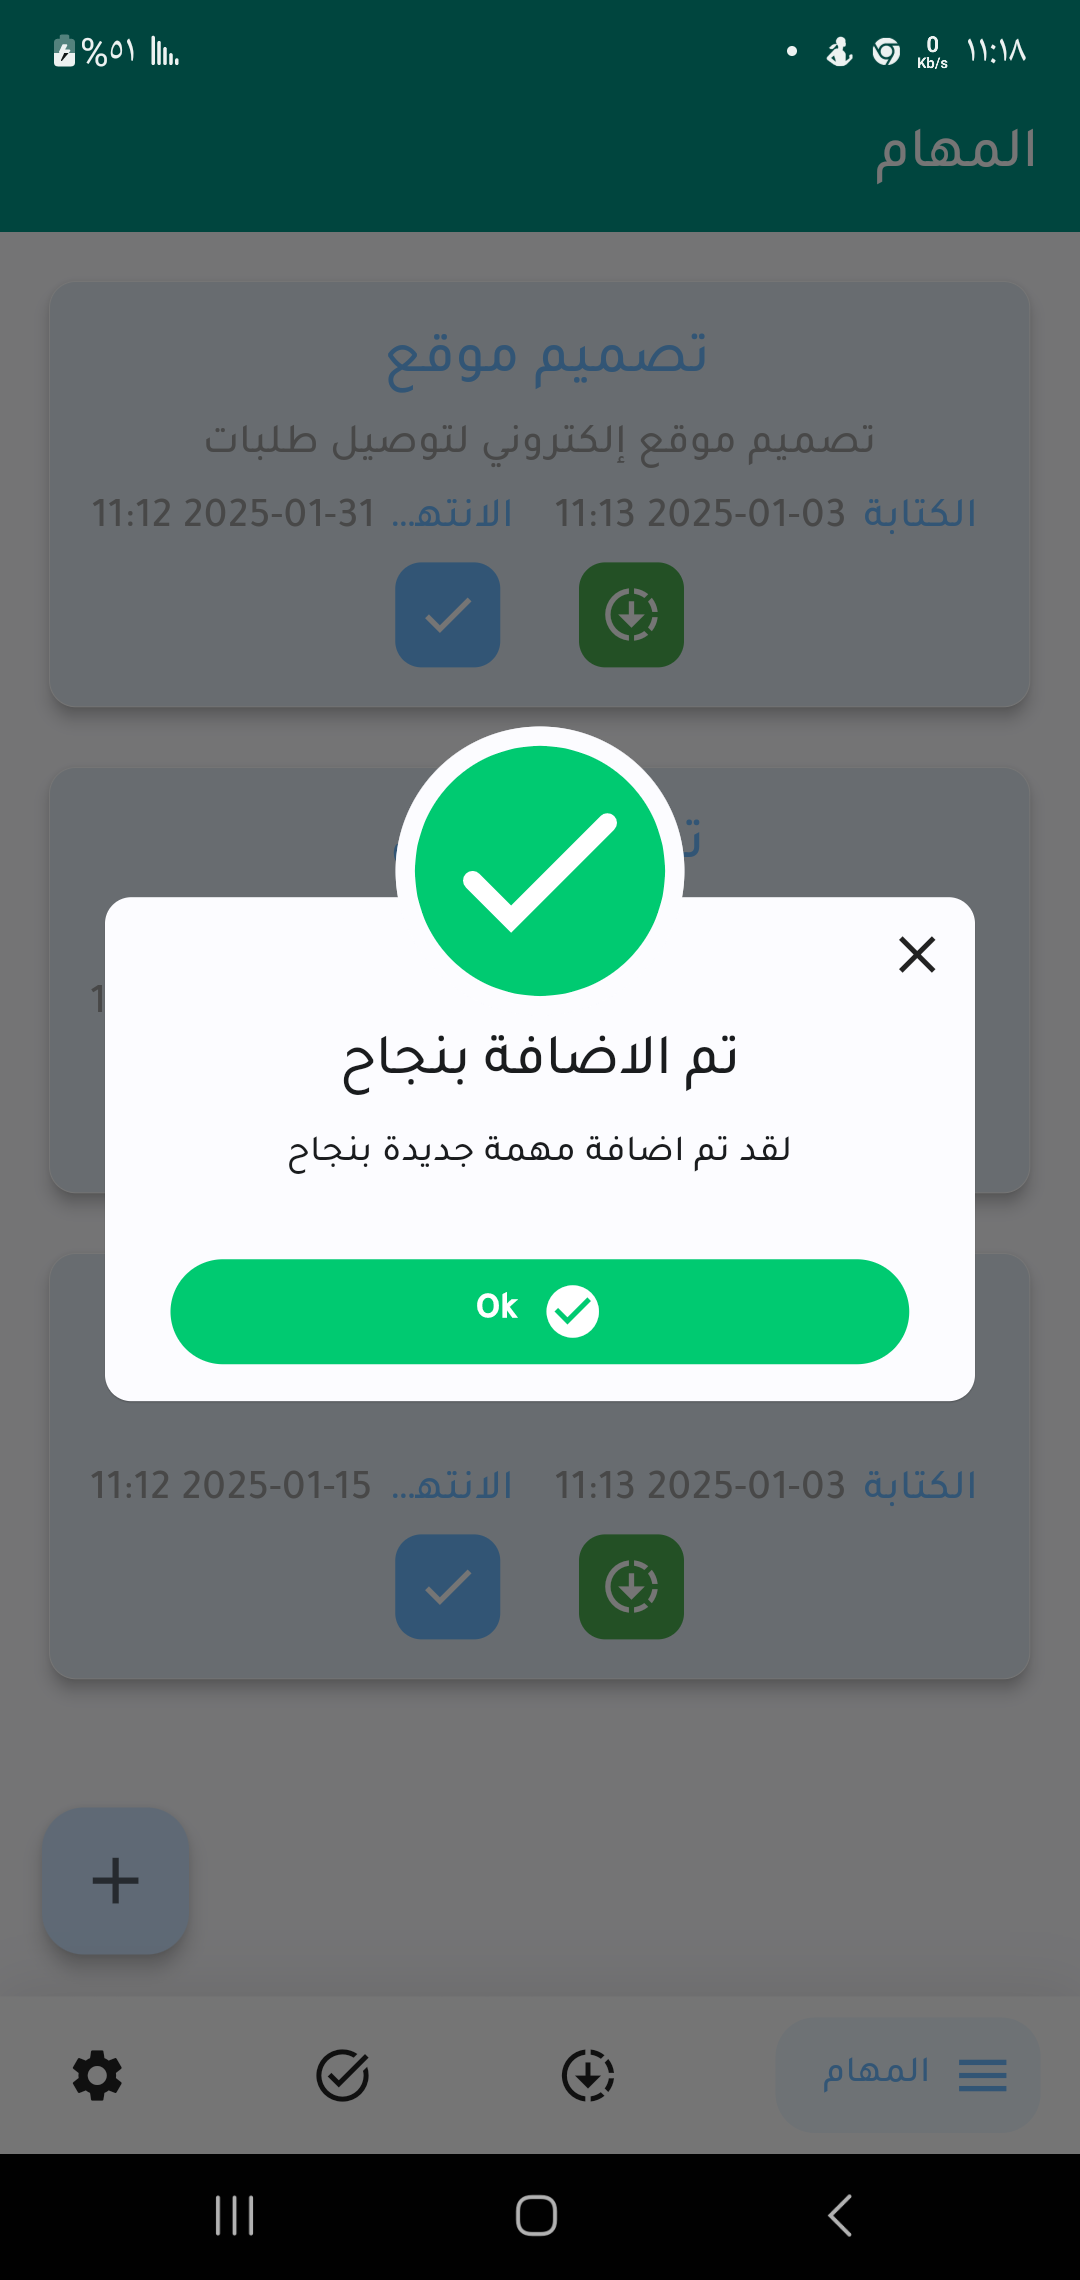 ١١:١٨ 0 Kb/s %٥١
المهام
تصميم موقع
تصميم موقع إلكتروني لتوصيل طلبات
الكتابة 2025-01-03 11:13 الانتهـ... 2025-01-31 11:12
تم الاضافة بنجاح
لقد تم اضافة مهمة جديدة بنجاح
Ok
الكتابة 2025-01-03 11:13 الانتهـ... 2025-01-15 11:12
المهام